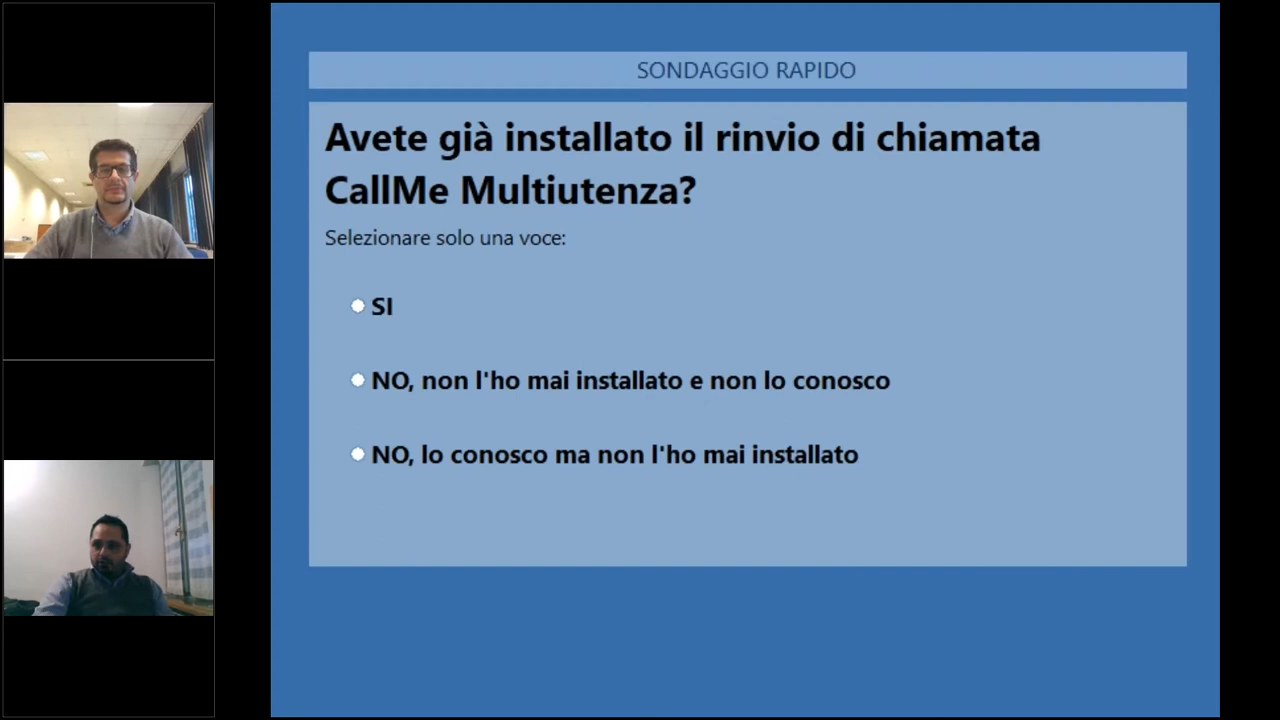 SONDAGGIO RAPIDO
Avete già installato il rinvio di chiamata
CallMe Multiutenza?
Selezionare solo una voce:
SI
NO, non l'ho mai installato e non lo conosco
NO, lo conosco ma non l'ho mai installato